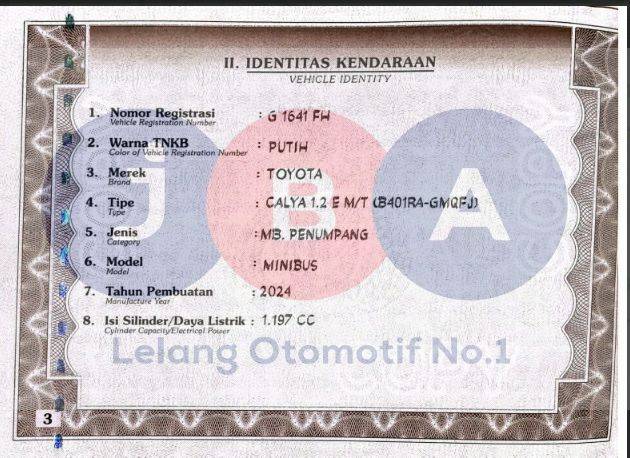 II. IDENTITAS KENDARAAN
VEHICLE IDENTITY
1. Nomor Registrasi : G 1641 FH
Vehicle Registration Number
2. Warna TNKB : PUTIH
Color of Vehicle Registration Number
3. Merek : TOYOTA
Brand
4. Tipe : CALYA 1.2 E M/T (B401RA-GMQFJ)
Type
5. Jenis : MB. PENUMPANG
Category
6. Model : MINIBUS
Model
7. Tahun Pembuatan : 2024
Manufacture Year
8. Isi Silinder/Daya Listrik : 1.197 CC
Cylinder Capacity/Electrical Power
JBA
Lelang Otomotif No.1
3